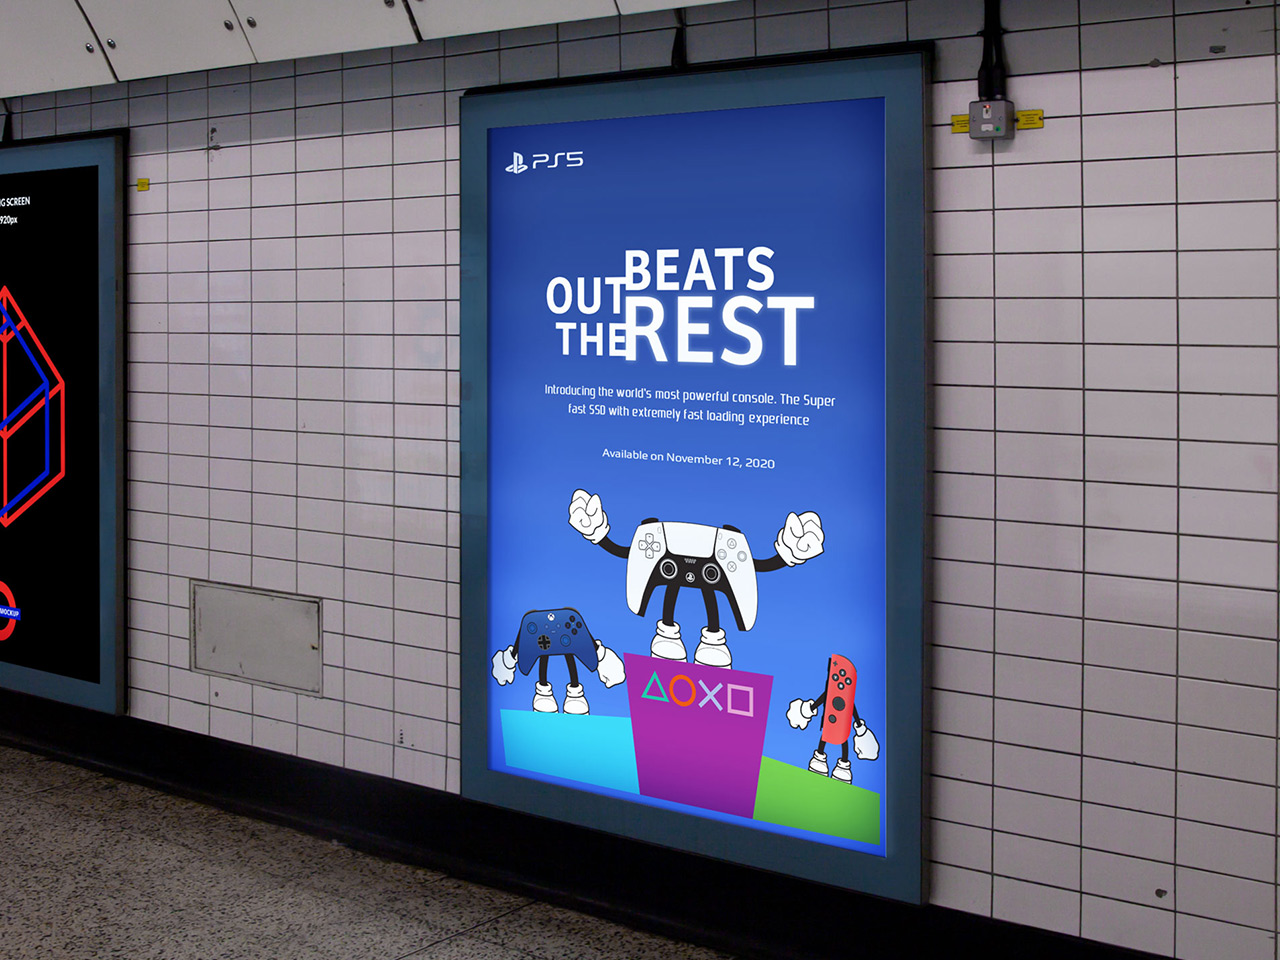 G SCREEN
920px
MOCKUP
PS5
OUT BEATS
THE REST
Introducing the world's most powerful console. The Super
fast SSD with extremely fast loading experience
Available on November 12, 2020